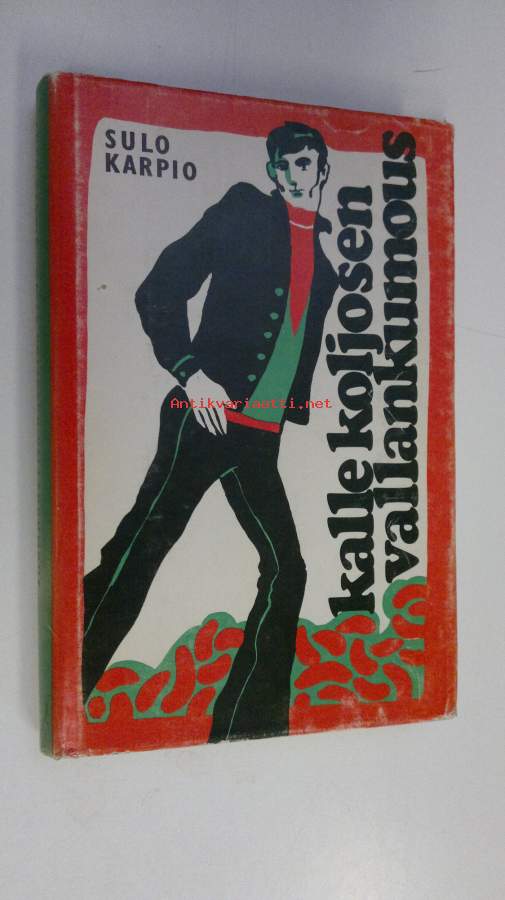 SULO
KARPIO
kalle koljosen
vallankumous
Antikvariaatti.net